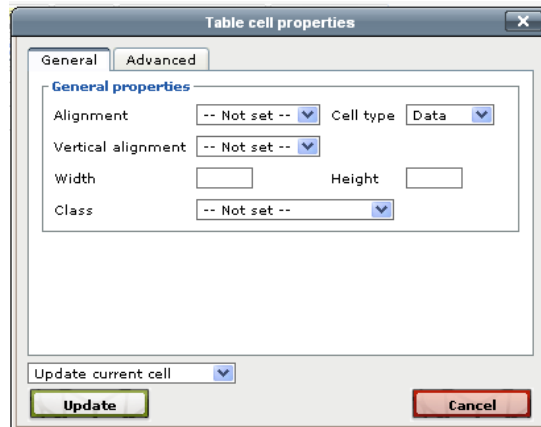 Table cell properties
General Advanced
General properties
Alignment -- Not set -- Cell type Data
Vertical alignment -- Not set --
Width Height
Class -- Not set --
Update current cell
Update Cancel